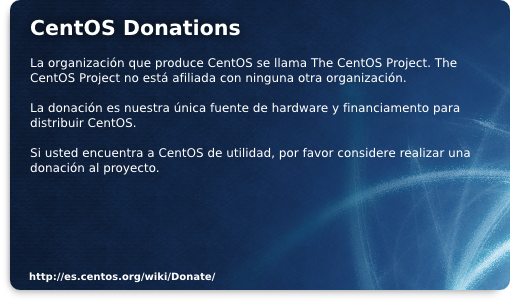 CentOS Donations
La organización que produce CentOS se llama The CentOS Project. The
CentOS Project no está afiliada con ninguna otra organización.
La donación es nuestra única fuente de hardware y financiamiento para
distribuir CentOS.
Si usted encuentra a CentOS de utilidad, por favor considere realizar una
donación al proyecto.
http://es.centos.org/wiki/Donate/